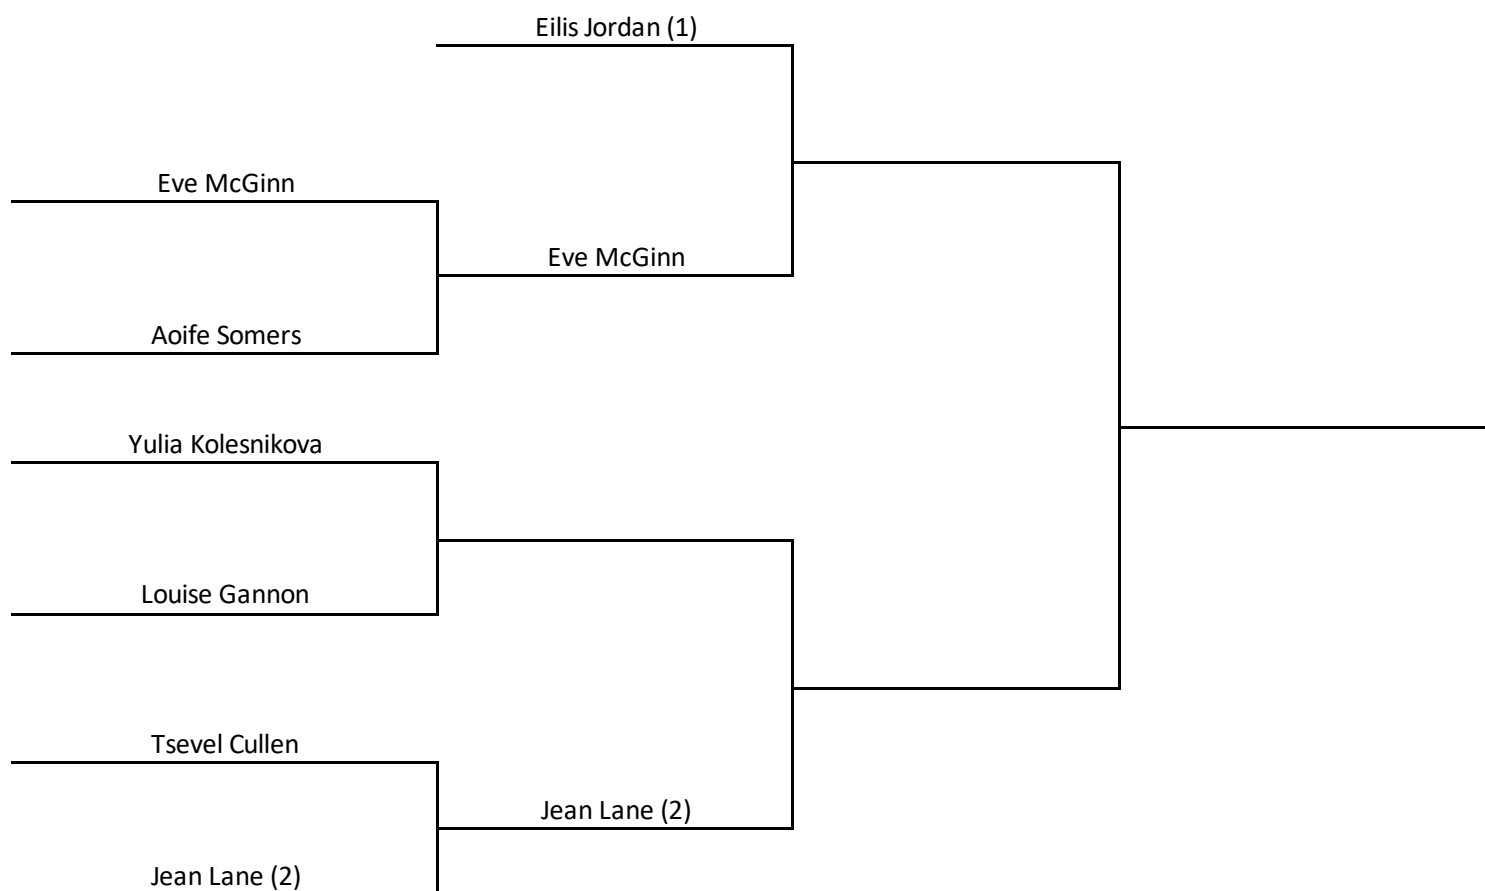 Eilis Jordan (1)
Eve McGinn
Eve McGinn
Aoife Somers
Yulia Kolesnikova
Louise Gannon
Tsevel Cullen
Jean Lane (2)
Jean Lane (2)